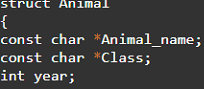 struct Animal
{
const char *Animal_name;
const char *Class;
int year;